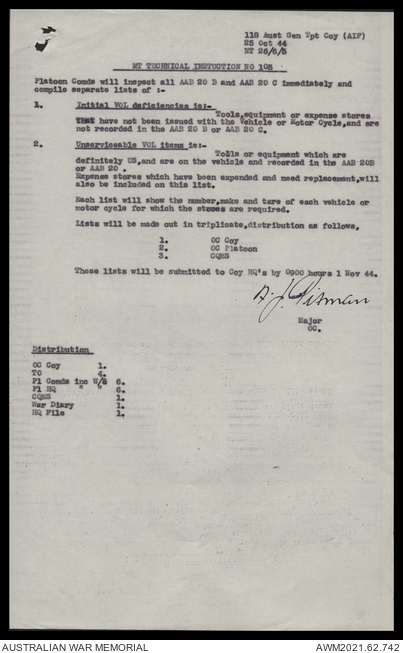 118 Aust Gen Tpt Coy (AIF)
25 Oct 44
MT 26/6/5
MT TECHNICAL INSTUCTION NO 105
Platoon Comds will inspect all AAB 20 B and AAB 20 C immediately and
compile separate lists of :-
1. Initial VOL deficiencies ie:-
Tools,equipment or expense stores
THAT have not been issued with the Vehicle or Motor Cycle,and are
not recorded in the AAB 20 B or AAB 20 C.
2. Unserviceable VOL items ie:-
Tools or equipment which are
definitely US,and are on the vehicle and recorded in the AAB 20B
or AAB 20 .
Expense stores which have been expended and need replacement,will
also be included on this list.
Each list will show the number,make and tare of each vehicle or
motor cycle for which the stores are required.
Lists will be made out in triplicate,distribution as follows,
1. OC Coy
2. OC Platoon
3. CQMS
These lists will be submitted to Coy HQ's by 0900 hours 1 Nov 44.
Pitman
Major
OC.
Distribution
OC Coy 1.
TO 4.
Pl Comds inc W/S 6.
Pl HQ " " 6.
CQMS 1.
War Diary 1.
HQ File 1.
AUSTRALIAN WAR MEMORIAL
AWM2021.62.742